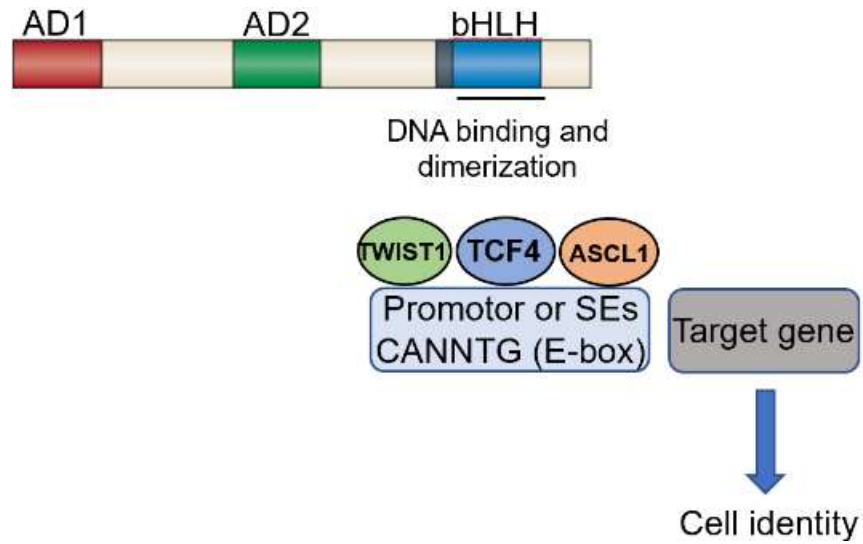 AD1 AD2 bHLH
DNA binding and
dimerization
TWIST1 TCF4 ASCL1
Promotor or SEs
CANNTG (E-box)
Target gene
Cell identity